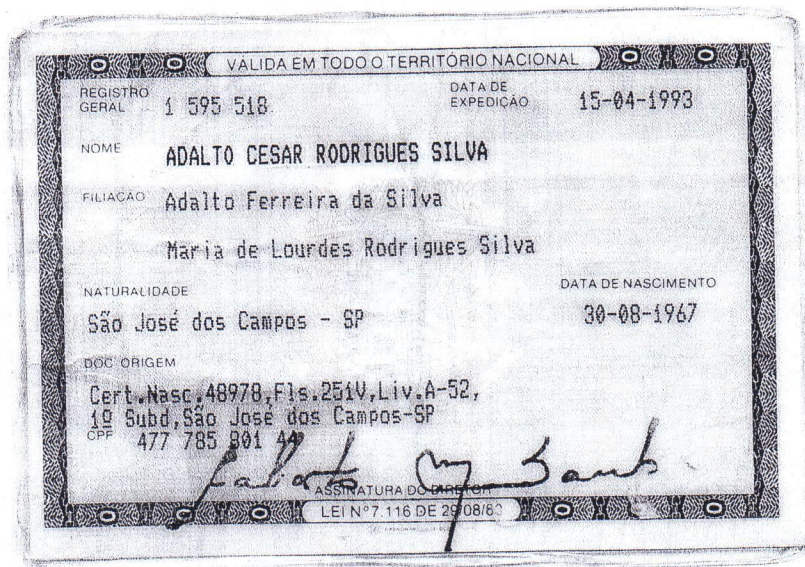 VÁLIDA EM TODO O TERRITÓRIO NACIONAL
REGISTRO GERAL 1 595 518 DATA DE EXPEDIÇÃO 15-04-1993
NOME ADALTO CESAR RODRIGUES SILVA
FILIAÇÃO Adalto Ferreira da Silva
Maria de Lourdes Rodrigues Silva
NATURALIDADE DATA DE NASCIMENTO
São José dos Campos - SP 30-08-1967
DOC ORIGEM
Cert.Nasc.48978,Fls.251V,Liv.A-52,
1º Subd,São José dos Campos-SP
CPF 477 785 801 44
ASSINATURA DO DIRETOR
LEI Nº 7.116 DE 29/08/83